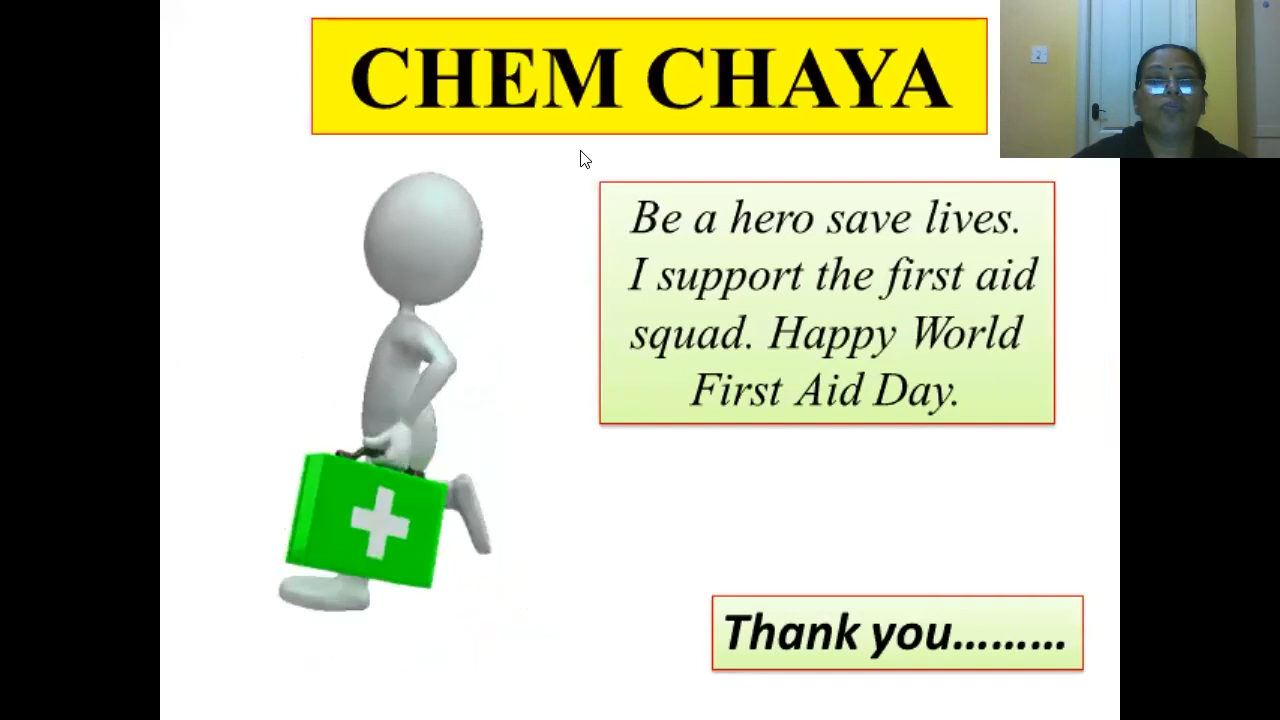 CHEM CHAYA
Be a hero save lives.
I support the first aid
squad. Happy World
First Aid Day.
Thank you.........